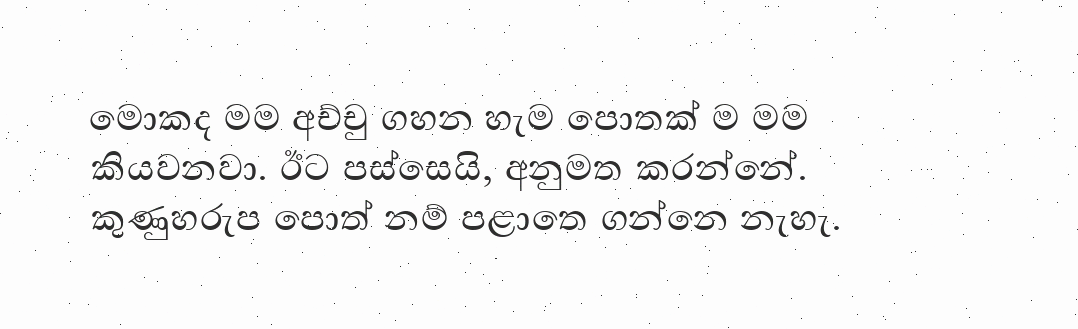 මොකද මම අච්චු ගහන හැම පොතක් ම මම
කියවනවා. ඊට පස්සෙයි, අනුමත කරන්නේ.
කුණුහරුප පොත් නම් පළාතෙ ගන්නෙ නැහැ.